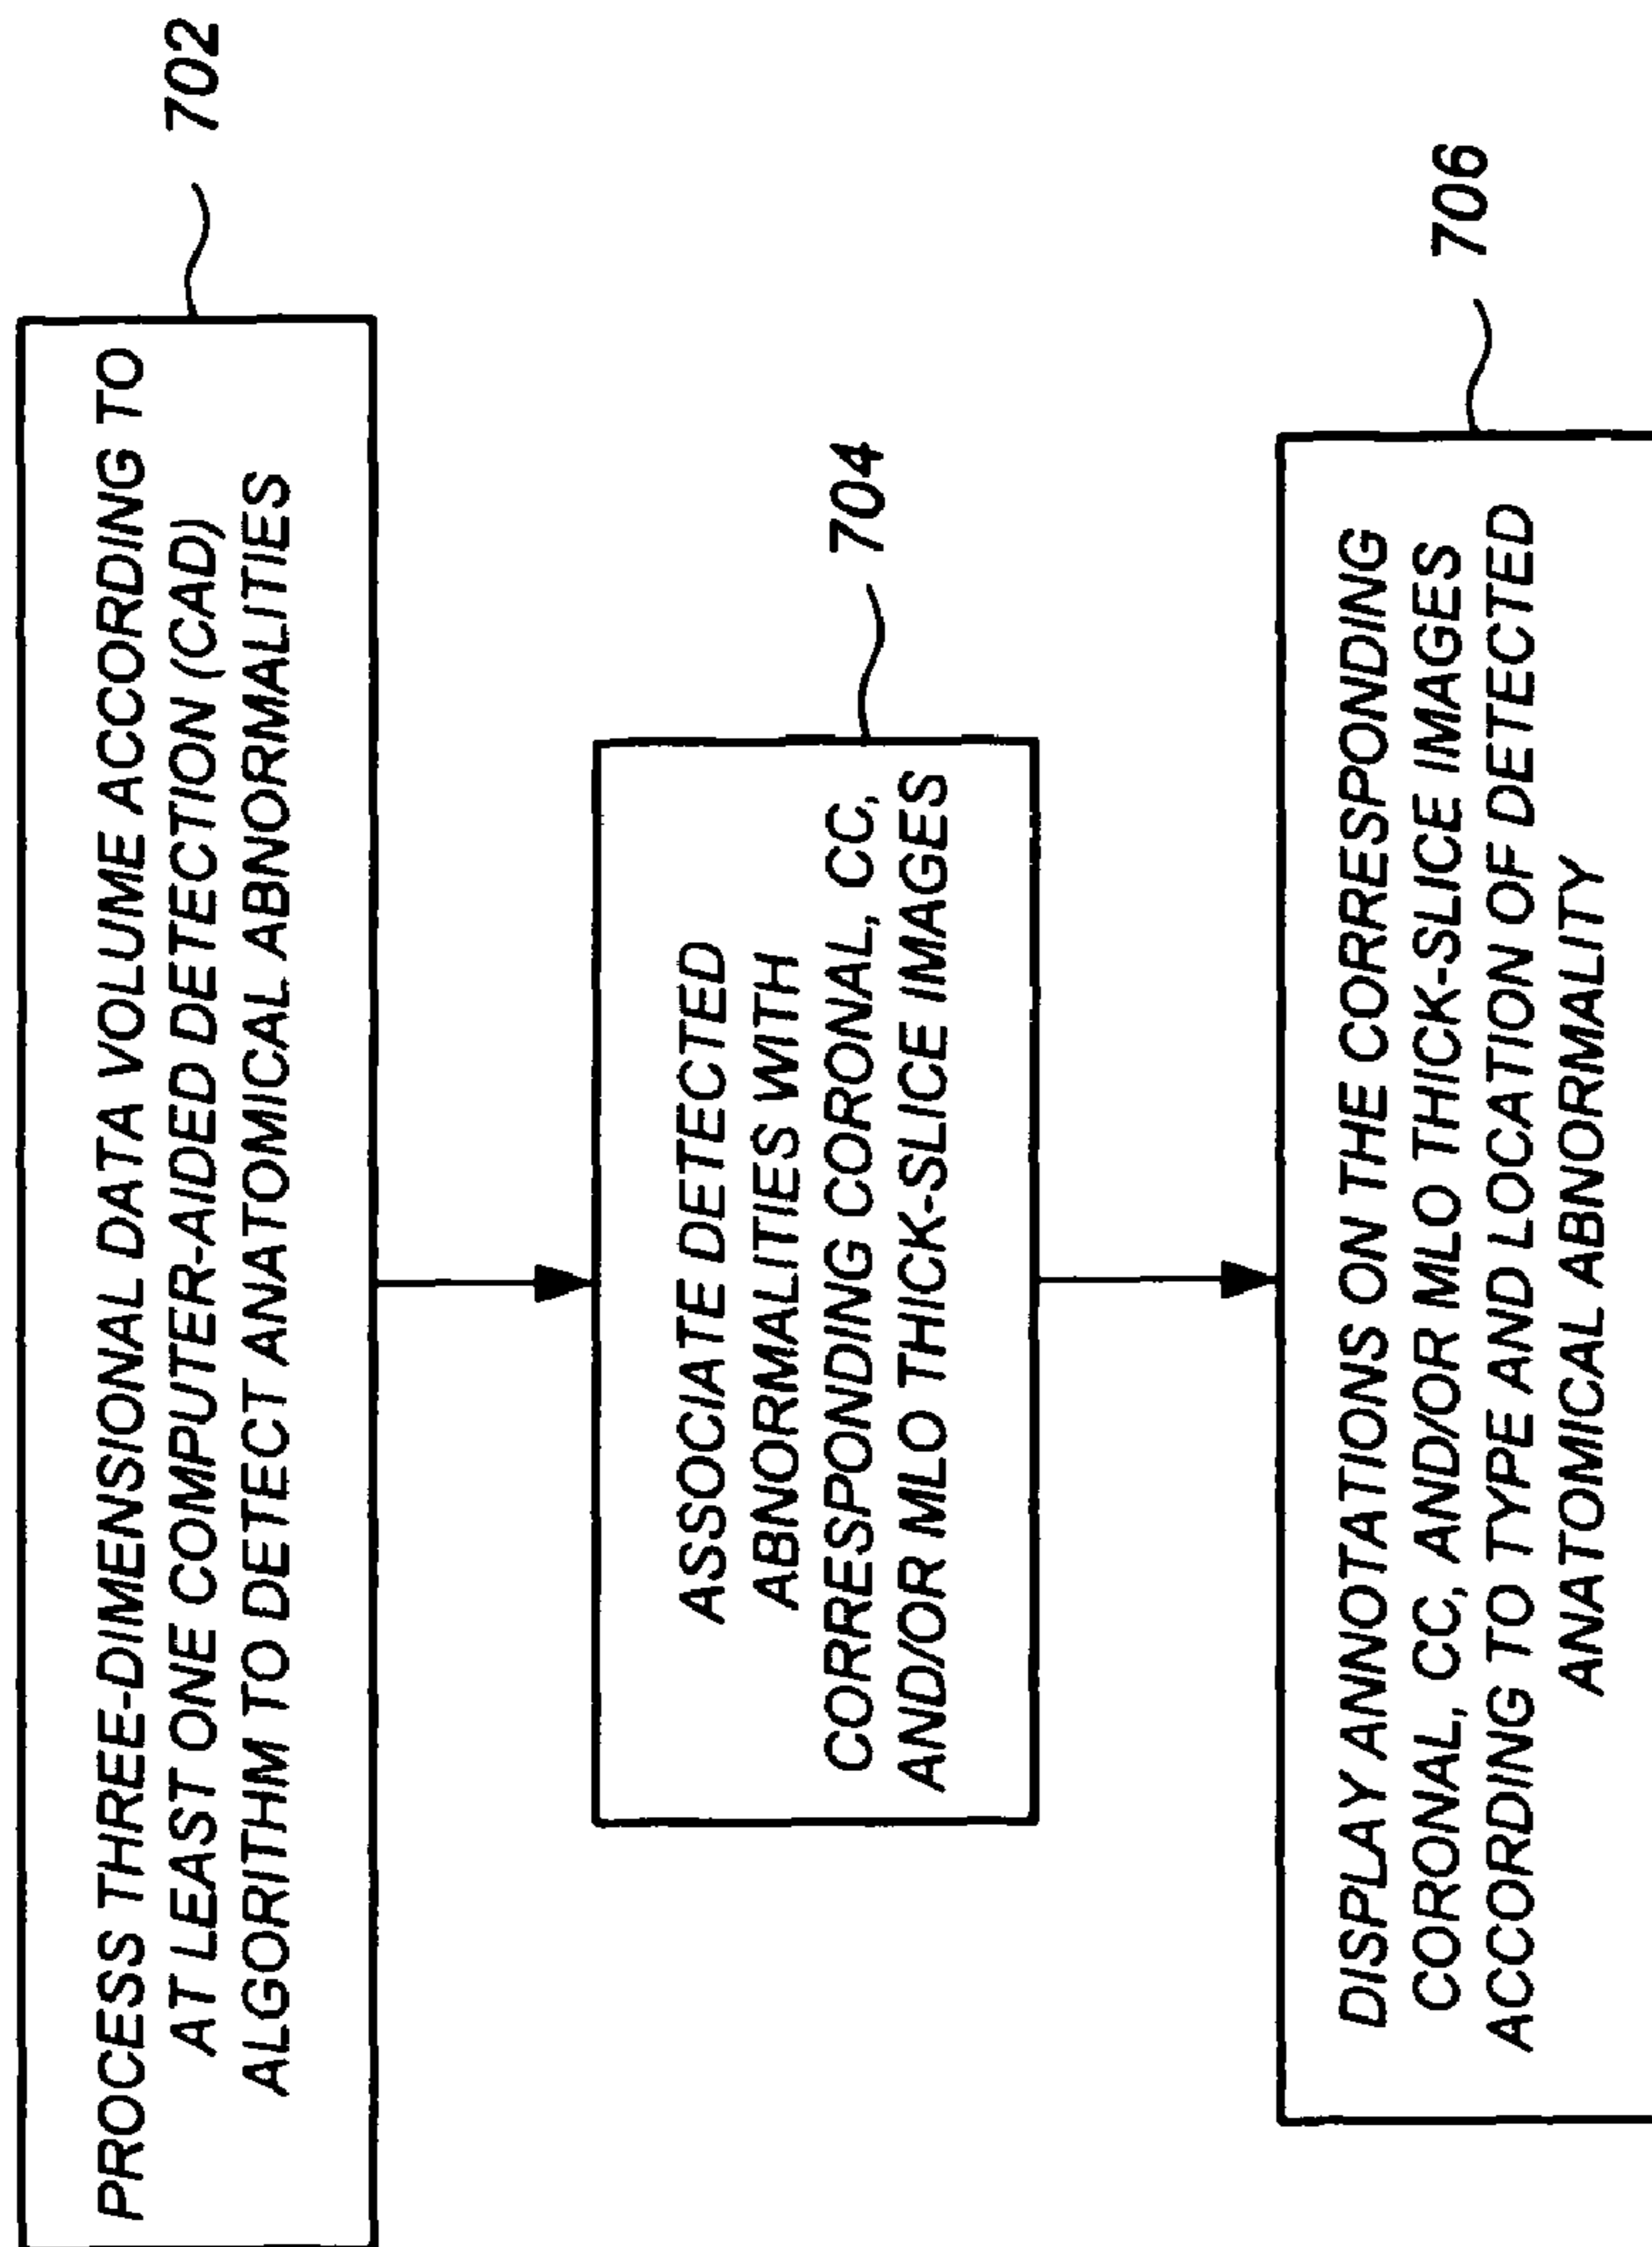 PROCESS THREE-DIMENSIONAL DATA VOLUME ACCORDING TO
AT LEAST ONE COMPUTER-AIDED DETECTION (CAD)
ALGORITHM TO DETECT ANATOMICAL ABNORMALITIES
702
ASSOCIATE DETECTED
ABNORMALITIES WITH
CORRESPONDING CORONAL, CC,
AND/OR MLO THICK-SLICE IMAGES
704
DISPLAY ANNOTATIONS ON THE CORRESPONDING
CORONAL, CC, AND/OR MLO THICK-SLICE IMAGES
ACCORDING TO TYPE AND LOCATION OF DETECTED
ANATOMICAL ABNORMALITY
706